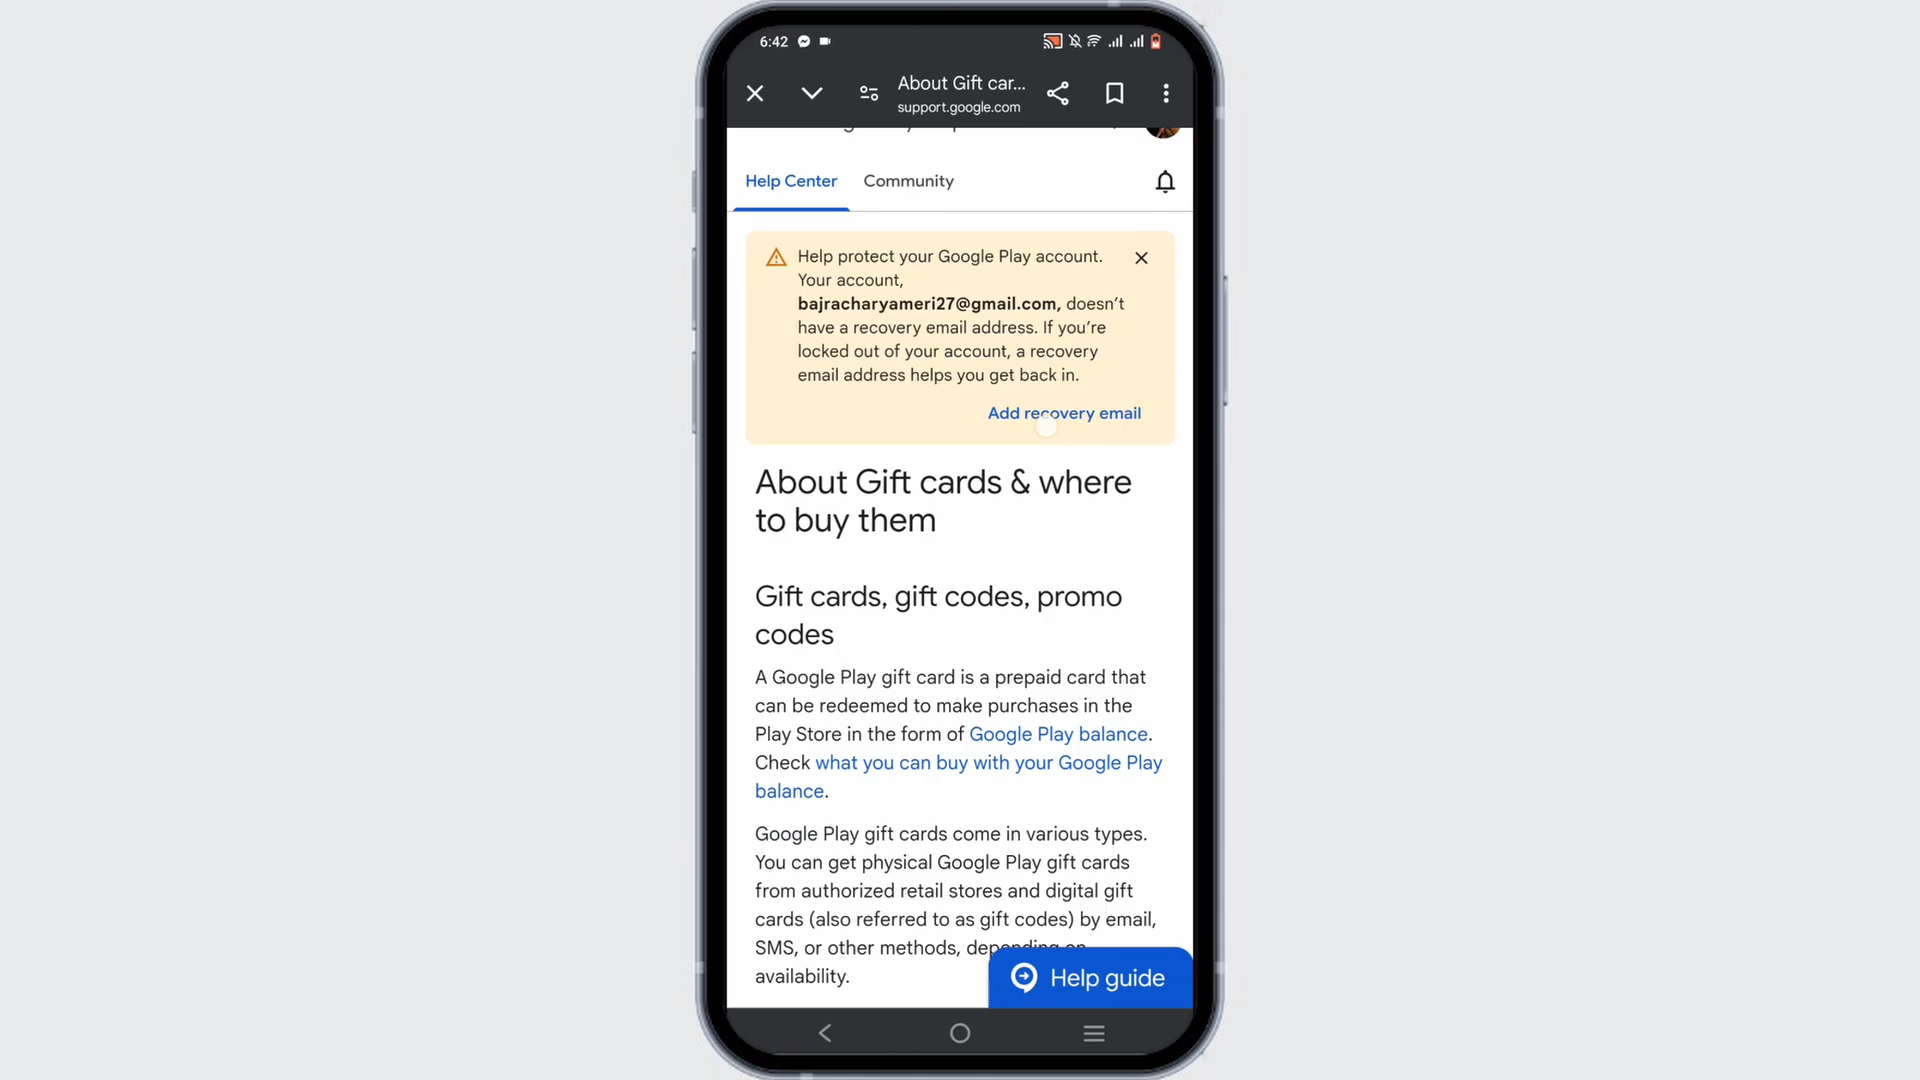 6:42
About Gift car...
support.google.com
Help Center
Community
Help protect your Google Play account.
Your account,
bajracharyameri27@gmail.com, doesn’t
have a recovery email address. If you’re
locked out of your account, a recovery
email address helps you get back in.
Add recovery email
About Gift cards & where
to buy them
Gift cards, gift codes, promo
codes
A Google Play gift card is a prepaid card that
can be redeemed to make purchases in the
Play Store in the form of Google Play balance.
Check what you can buy with your Google Play
balance.
Google Play gift cards come in various types.
You can get physical Google Play gift cards
from authorized retail stores and digital gift
cards (also referred to as gift codes) by email,
SMS, or other methods, depending on
availability.
Help guide